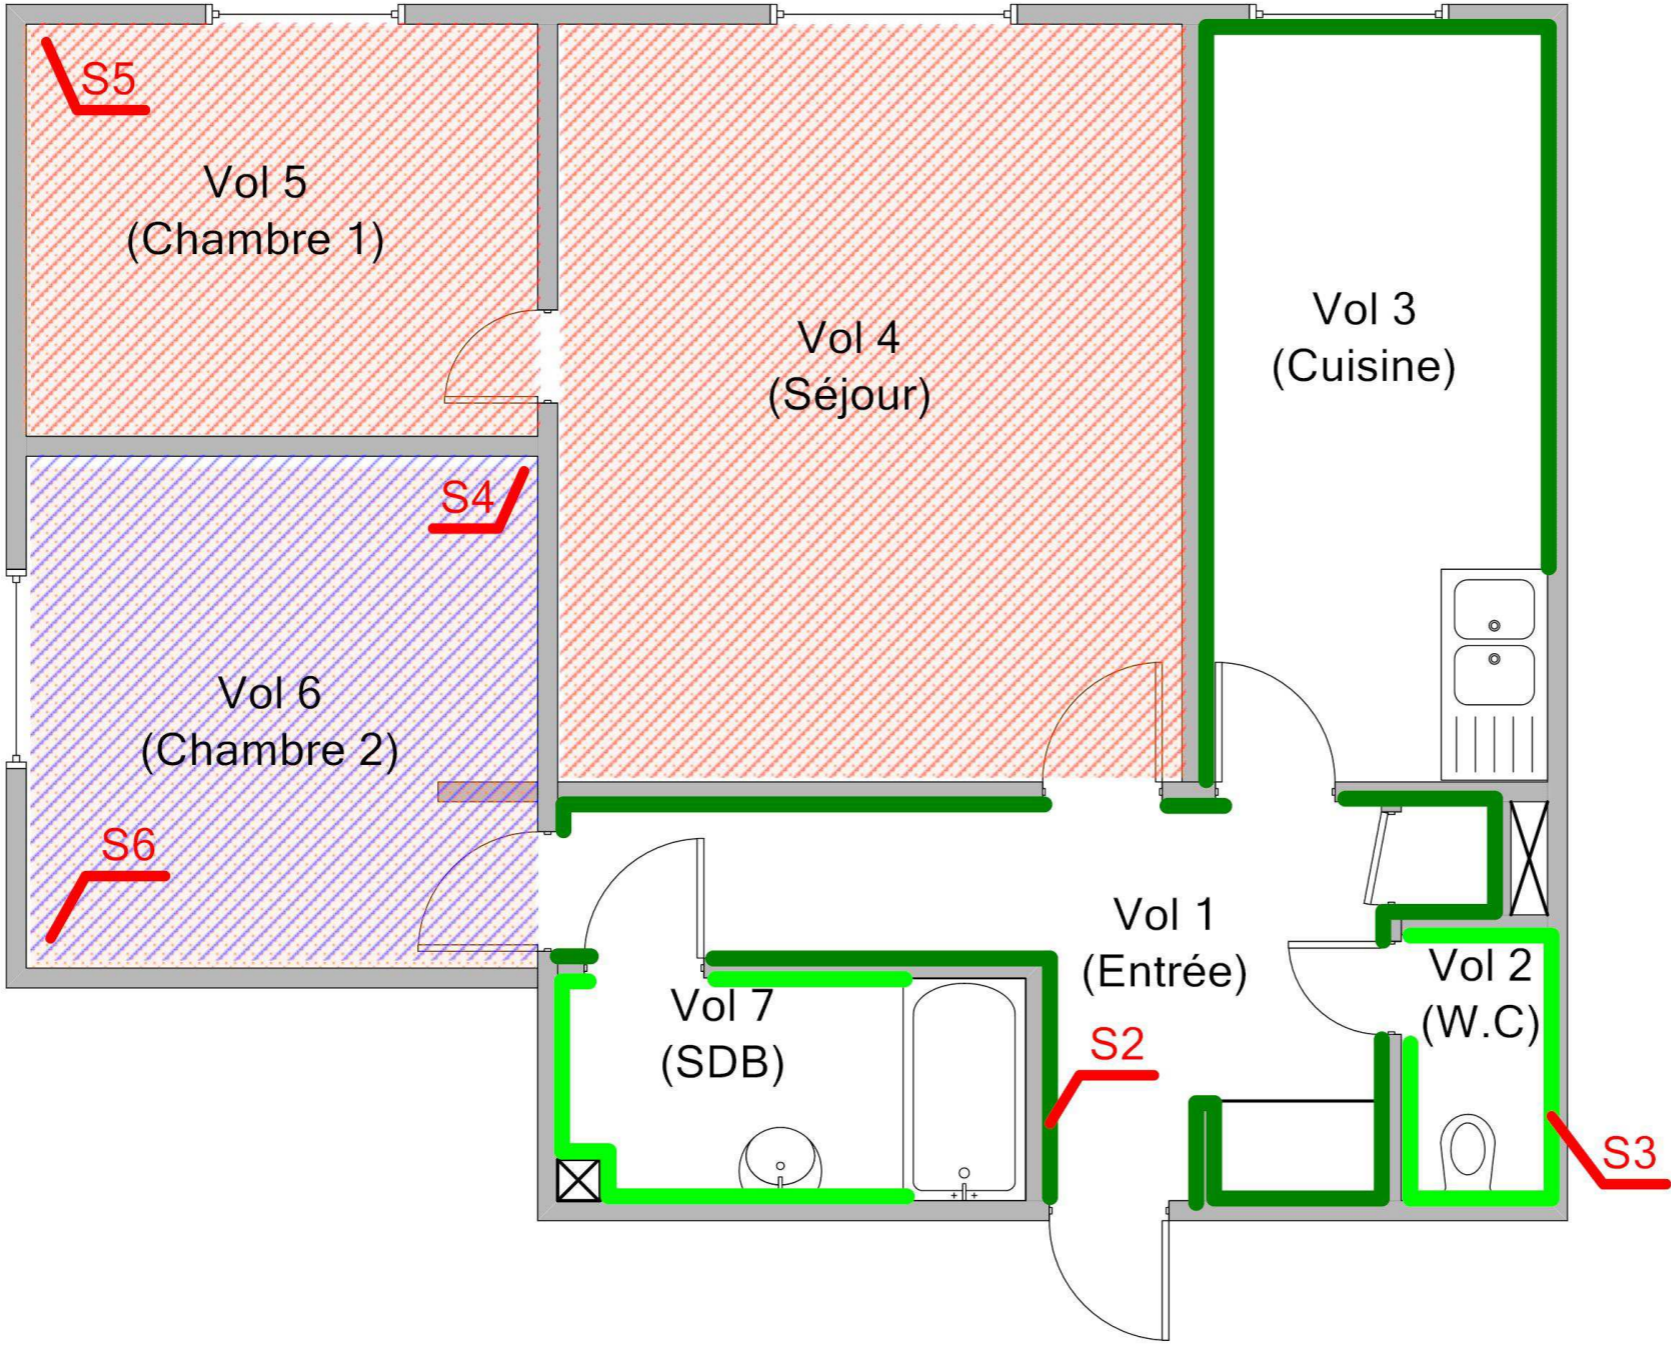 S5
Vol 5
(Chambre 1)
Vol 4
(Séjour)
Vol 3
(Cuisine)
S4
Vol 6
(Chambre 2)
S6
Vol 1
(Entrée)
Vol 2
(W.C)
Vol 7
(SDB)
S2
S3